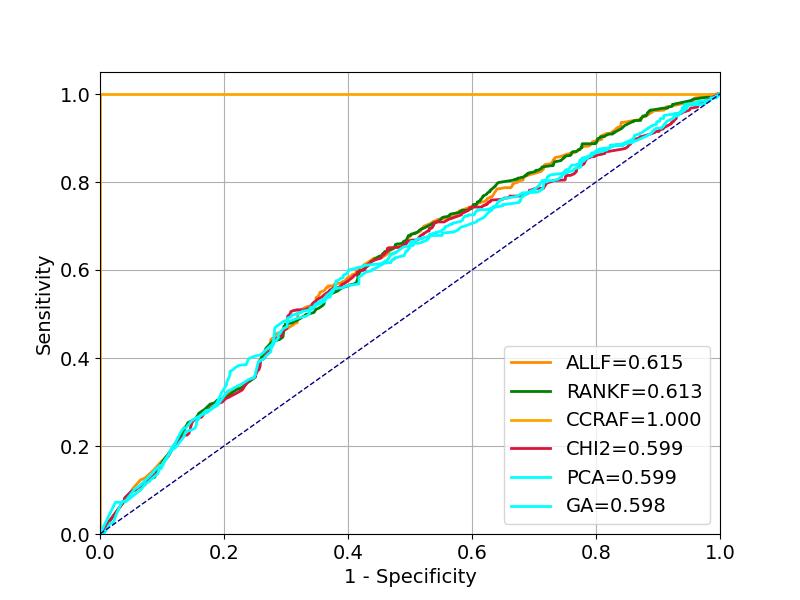 1.0
0.8
0.6
0.4
0.2
0.0
Sensitivity
ALLF=0.615
RANKF=0.613
CCRAF=1.000
CHI2=0.599
PCA=0.599
GA=0.598
0.0 0.2 0.4 0.6 0.8 1.0
1 - Specificity